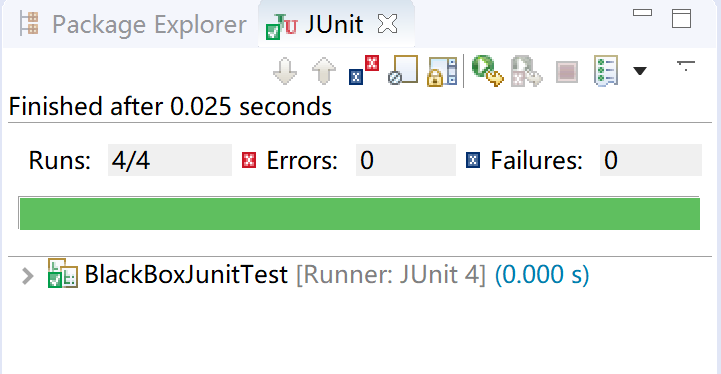 Package Explorer JUnit
Finished after 0.025 seconds
Runs: 4/4 Errors: 0 Failures: 0
BlackBoxJunitTest [Runner: JUnit 4] (0.000 s)